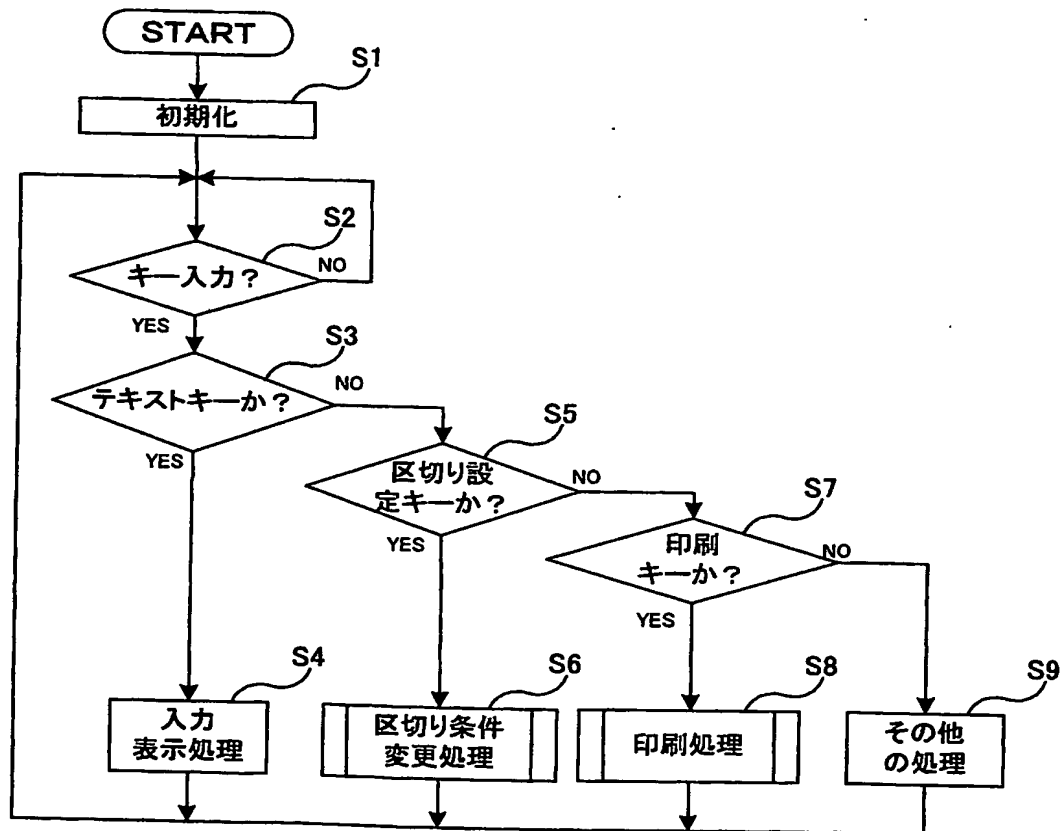 START
S1
初期化
S2
キー入力？
NO
YES
S3
テキストキーか？
NO
YES
S5
区切り設
定キーか？
NO
YES
S7
印刷
キーか？
NO
YES
S4
入力
表示処理
S6
区切り条件
変更処理
S8
印刷処理
S9
その他
の処理